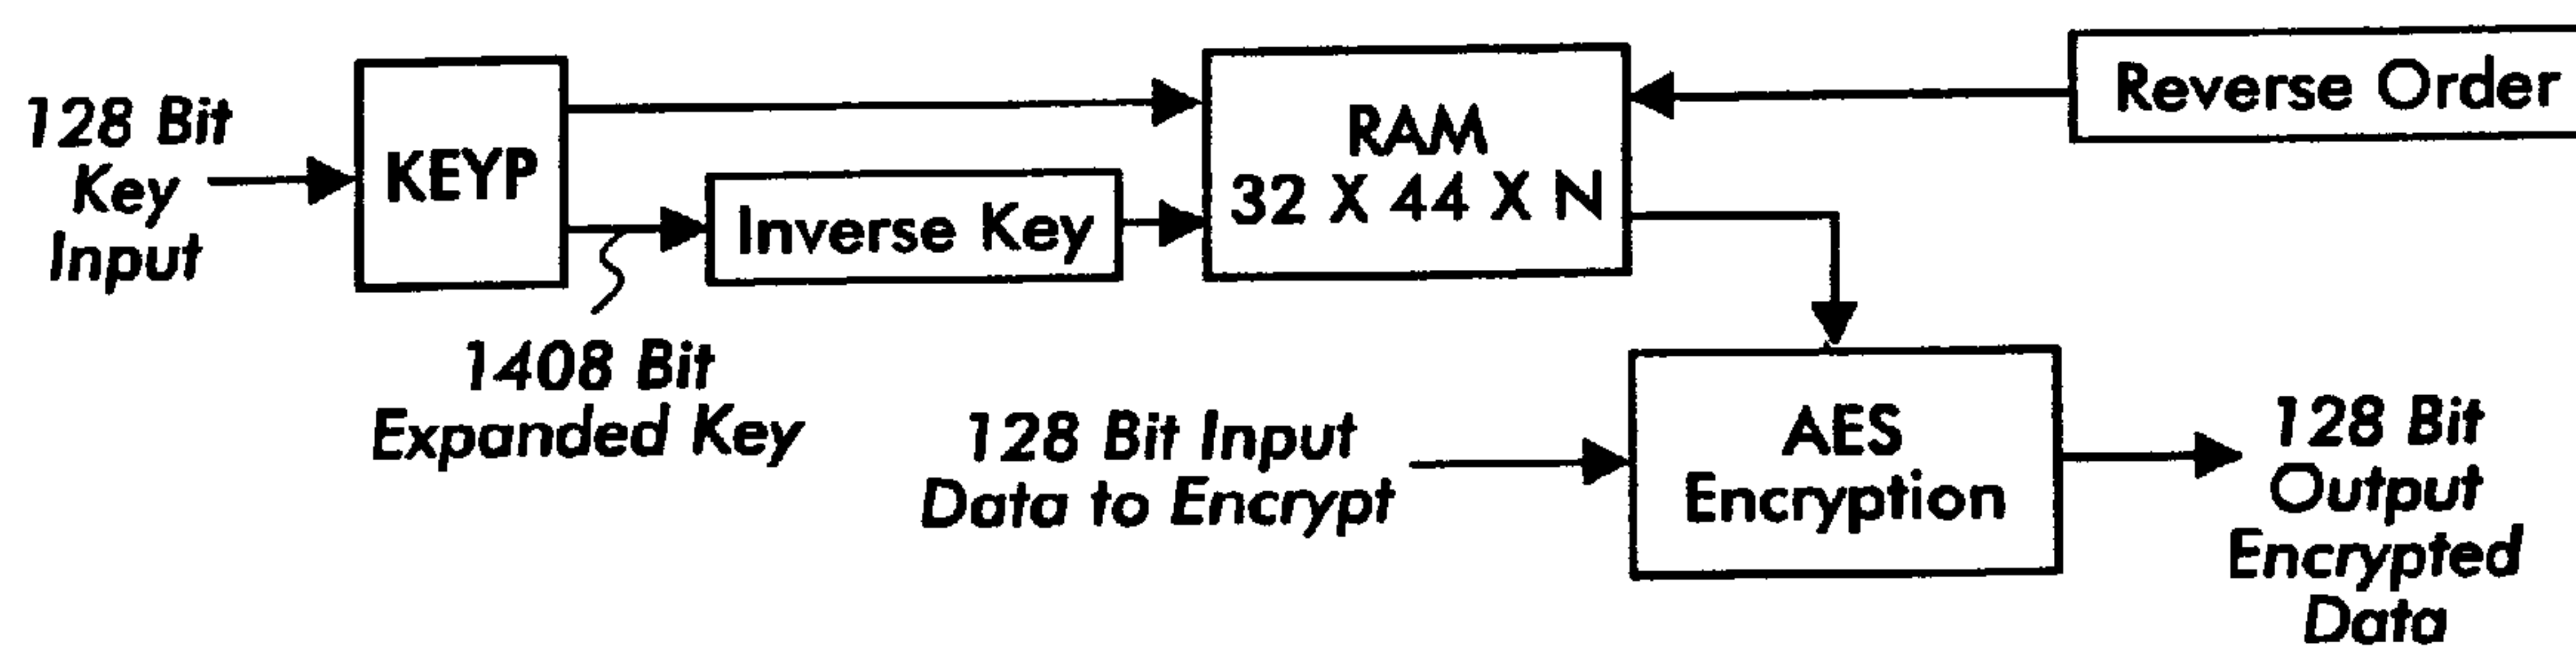 128 Bit
Key
Input
KEYP
Inverse Key
1408 Bit
Expanded Key
RAM
32 X 44 X N
Reverse Order
128 Bit Input
Data to Encrypt
AES
Encryption
128 Bit
Output
Encrypted
Data